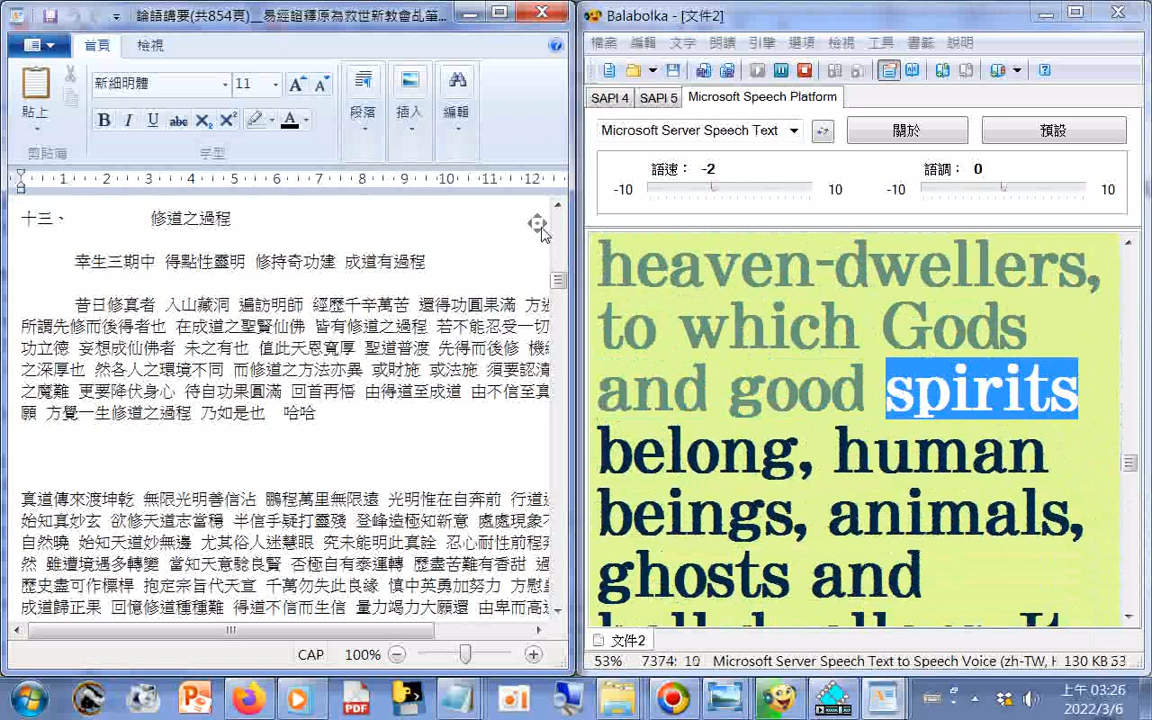 論語講要(共854頁)__易經證釋原為救世新教會乩筆...
首頁
檢視
貼上
剪貼簿
新細明體
11
B I U abc X₂ X²
A
字型
段落
插入
編輯
1 2 3 4 5 6 7 8 9 10 11 12
十三、 修道之過程
幸生三期中 得點性靈明 修持奇功建 成道有過程
昔日修真者 入山藏洞 遍訪明師 經歷千辛萬苦 還得功圓果滿 方
所謂先修而後得者也 在成道之聖賢仙佛 皆有修道之過程 若不能忍受一切
功立德 妄想成仙佛者 未之有也 值此天恩寬厚 聖道普渡 先得而後修 機
之深厚也 然各人之環境不同 而修道之方法亦異 或財施 或法施 須要認清
之魔難 更要降伏身心 待自功果圓滿 回首再悟 由得道至成道 由不信至真
願 方覺一生修道之過程 乃如是也 哈哈
真道傳來渡坤乾 無限光明善信沾 鵬程萬里無限遠 光明惟在自奔前 行道
始知真妙玄 欲修天道志當穩 半信半疑打靈殘 登峰造極知新意 處處現象
自然曉 始知天道妙無邊 尤其俗人迷慧眼 究未能明此真詮 忍心耐性前程
然 雖遭境遇多轉變 當知天意驗良賢 否極自有泰運轉 歷盡苦難有香甜
歷史盡可作標桿 抱定宗旨代天宣 千萬勿失此良緣 慎中英勇加努力 方慰
成道歸正果 回憶修道種種難 得道不信而生信 量力竭力大願還 由卑而高
CAP 100%
Balabolka - [文件2]
檔案 編輯 文字 朗讀 引擎 選項 檢視 工具 書籤 說明
SAPI 4 SAPI 5 Microsoft Speech Platform
Microsoft Server Speech Text
關於
預設
語速： -2
語調： 0
-10 10 -10 10
heaven-dwellers,
to which Gods
and good spirits
belong, human
beings, animals,
ghosts and
文件2
53% 7374: 10 Microsoft Server Speech Text to Speech Voice (zh-TW, H 130 KB 53
上午 03:26
2022/3/6